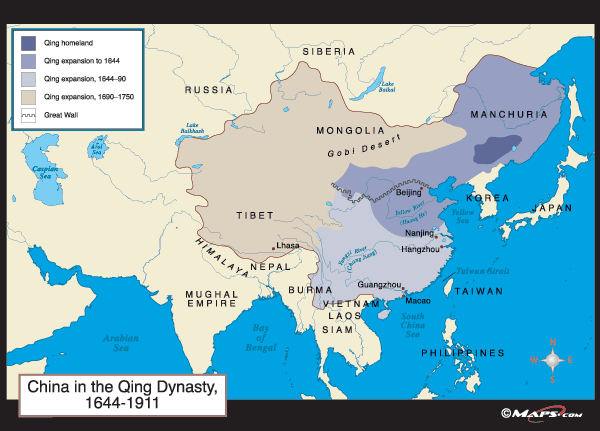 Qing homeland
Qing expansion to 1644
Qing expansion, 1644–90
Qing expansion, 1690–1750
Great Wall
SIBERIA
RUSSIA
Lake
Baikal
MANCHURIA
MONGOLIA
Gobi Desert
Lake
Balkhash
Aral
Sea
Caspian
Sea
Beijing
KOREA
JAPAN
Yellow River
(Huang He)
Yellow
Sea
TIBET
Nanjing
Hangzhou
Lhasa
Yangzi River
(Chang Jiang)
HIMALAYA
NEPAL
Taiwan Strait
BURMA
Guangzhou
TAIWAN
MUGHAL
EMPIRE
Macao
VIETNAM
LAOS
SIAM
South
China
Sea
Arabian
Sea
Bay
of
Bengal
PHILIPPINES
N
W
E
S
China in the Qing Dynasty,
1644-1911
©MAPS.COM